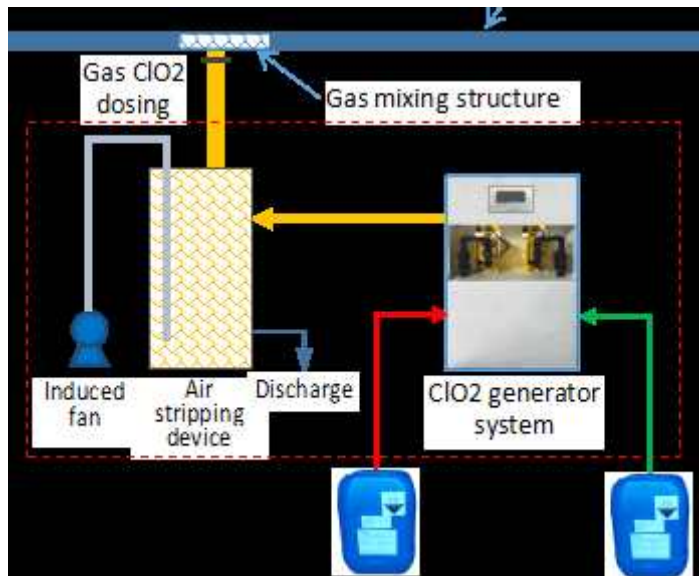 Gas ClO2
dosing
Gas mixing structure
Induced
fan
Air
stripping
device
Discharge
ClO2 generator
system